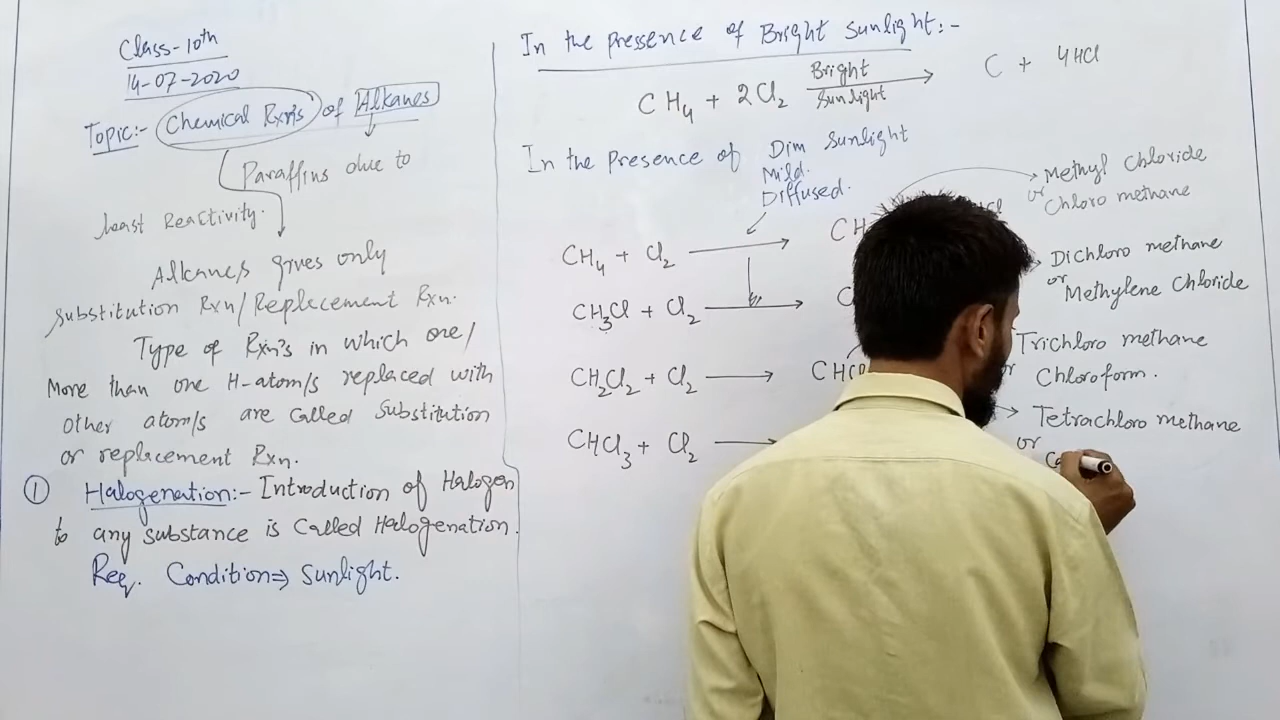 Class-10th
14-07-2020
Topic:- Chemical Rxn's of Alkanes
Paraffins due to
least Reactivity.
Alkane/s gives only
substitution Rxn/Replacement Rxn.
Type of Rxn's in which one/
More than one H-atom/s replaced with
other atom/s are called substitution
or replacement Rxn.
① Halogenation:- Introduction of Halogen
to any substance is called Halogenation.
Req. Condition⇒ Sunlight.
In the pressence of Bright sunlight:-
CH₄ + 2Cl₂ Bright Sunlight → C + 4HCl
In the presence of Dim Sunlight
Mild.
Diffused.
CH₄ + Cl₂ → CH
CH₃Cl + Cl₂ →
CH₂Cl₂ + Cl₂ → CHCl
CHCl₃ + Cl₂ →
Methyl Chloride
or Chloro methane
Dichloro methane
or Methylene Chloride
Trichloro methane
Chloroform.
Tetrachloro methane
or